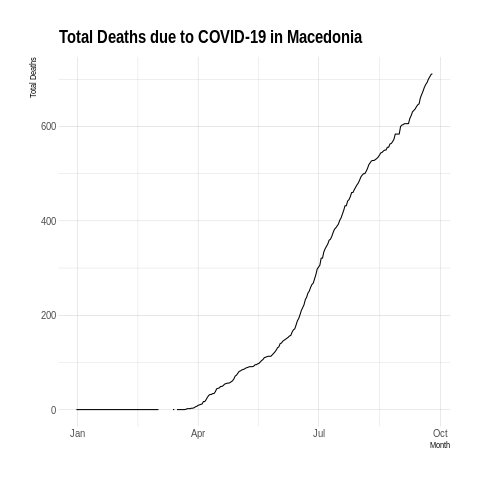 Total Deaths due to COVID-19 in Macedonia
Total Deaths
600
400
200
0
Jan Apr Jul Oct
Month